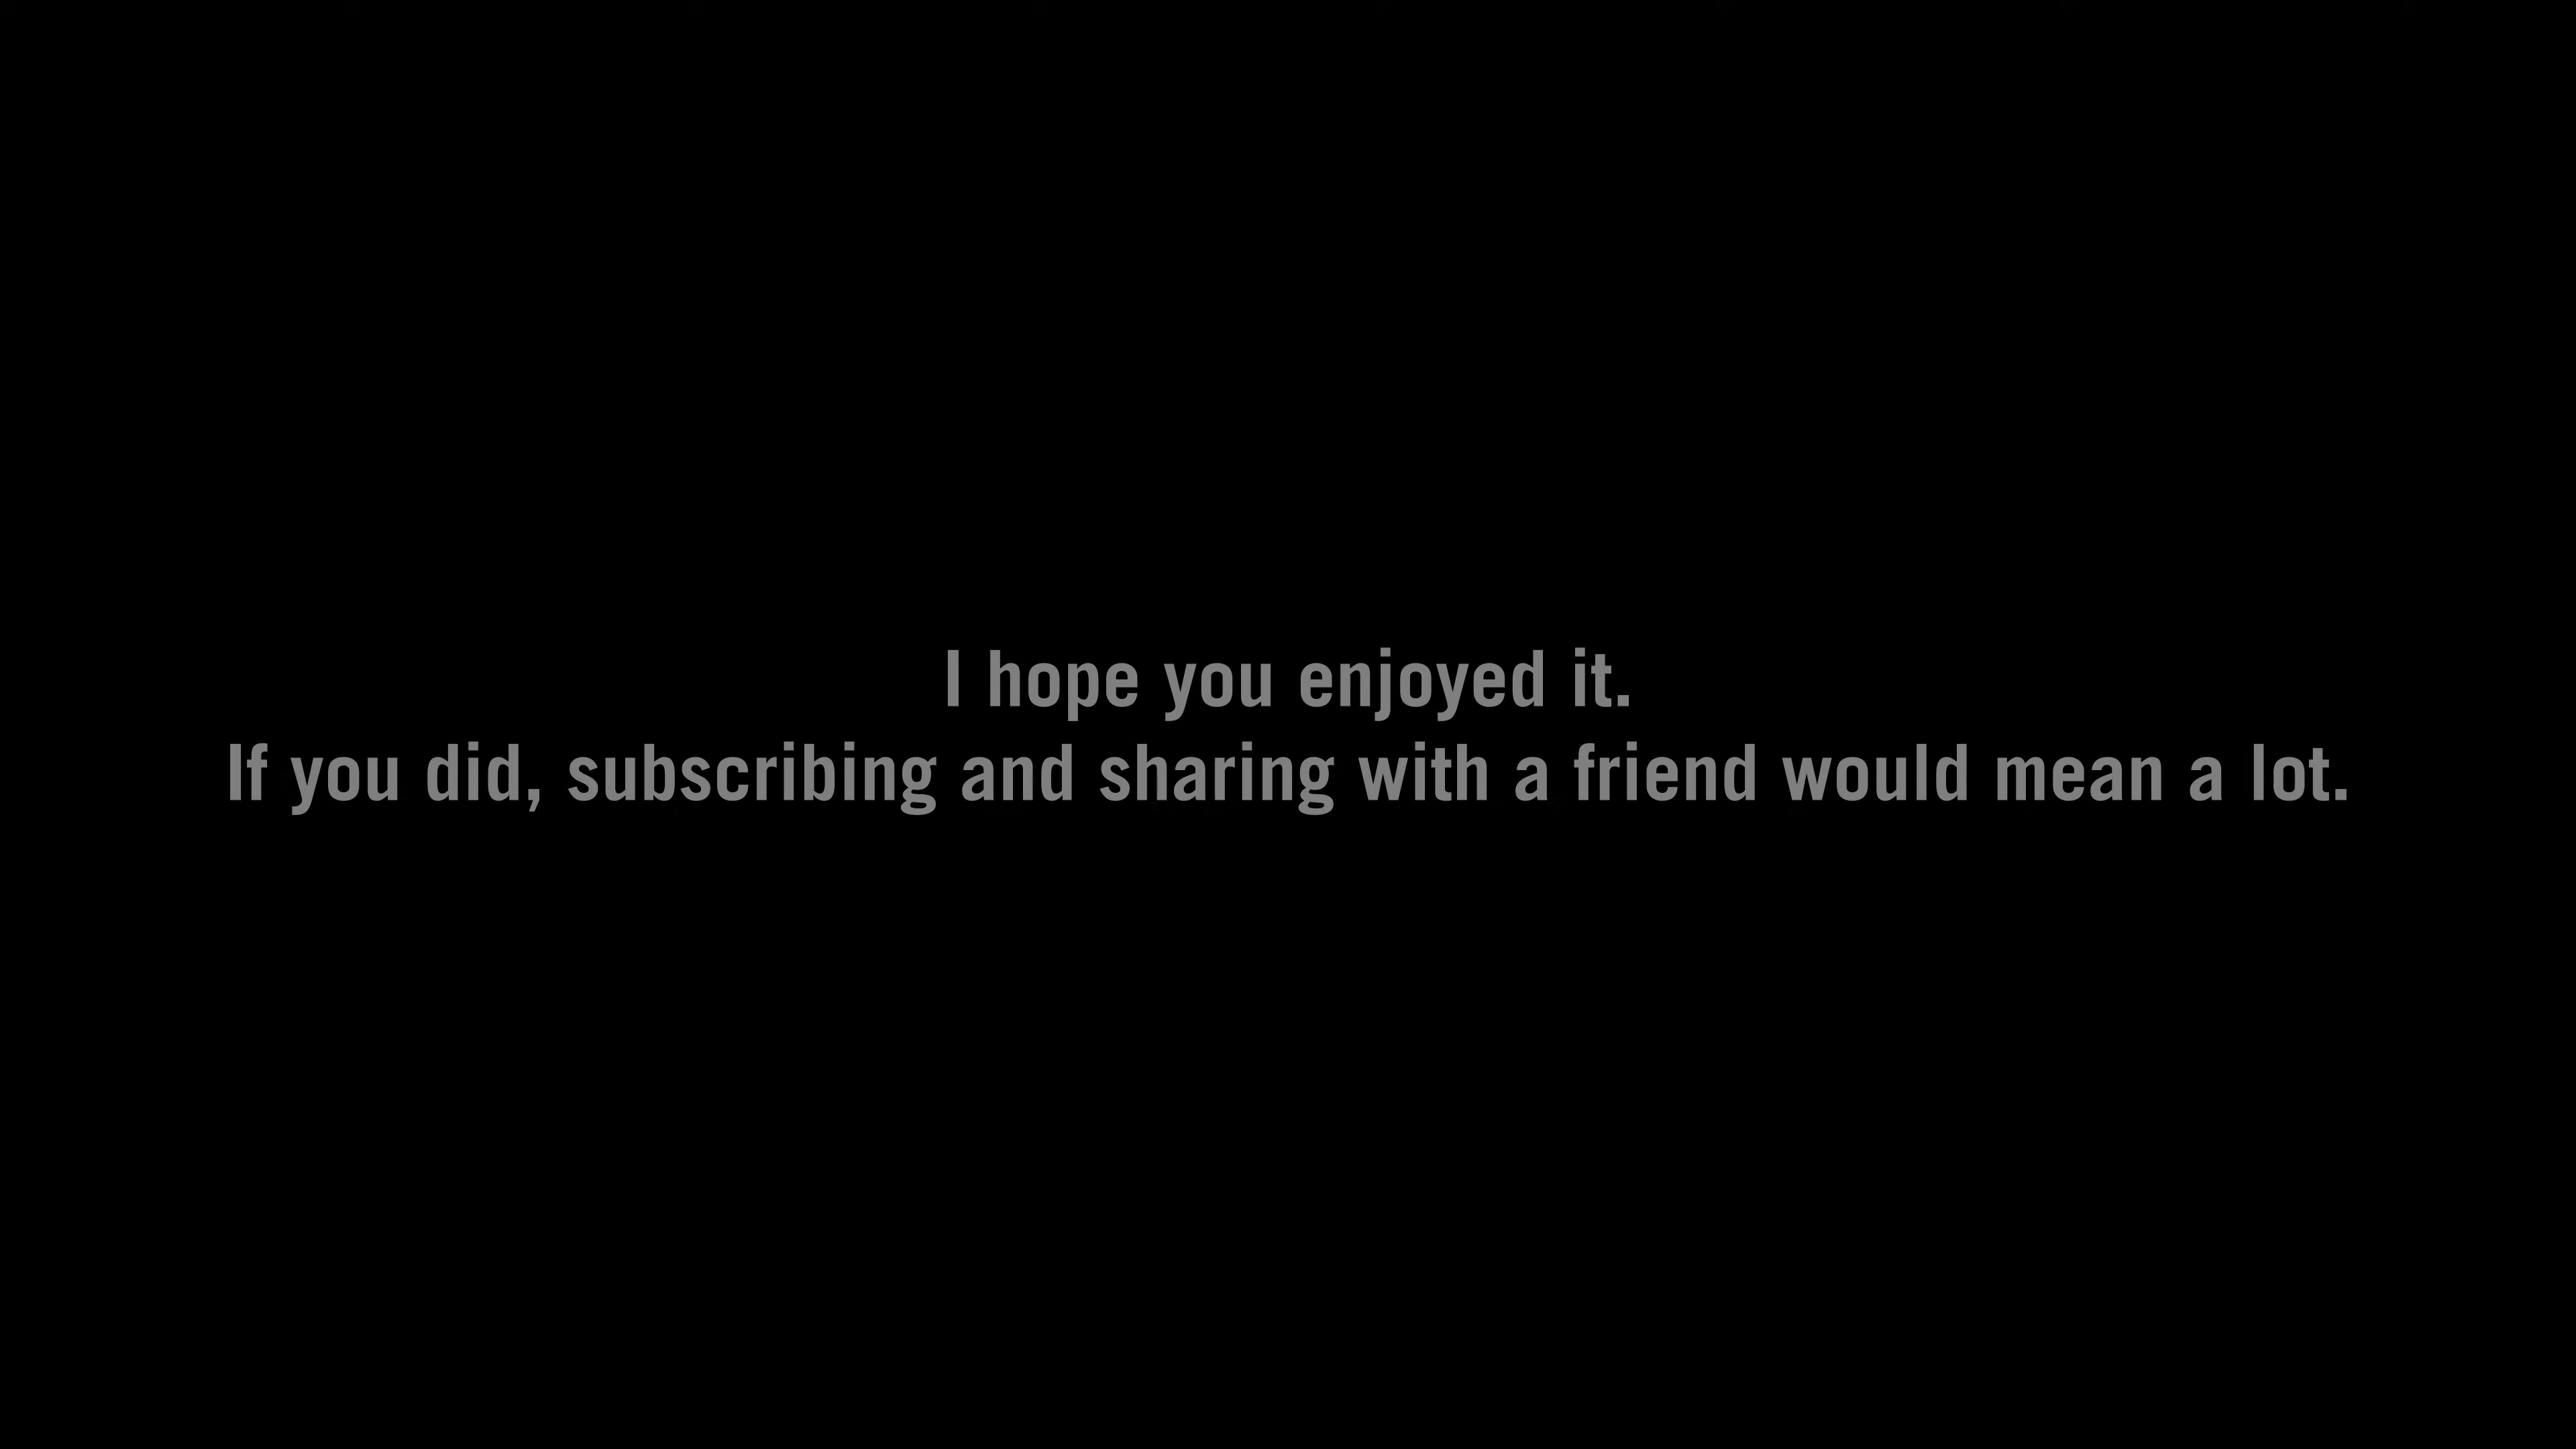 I hope you enjoyed it.
If you did, subscribing and sharing with a friend would mean a lot.